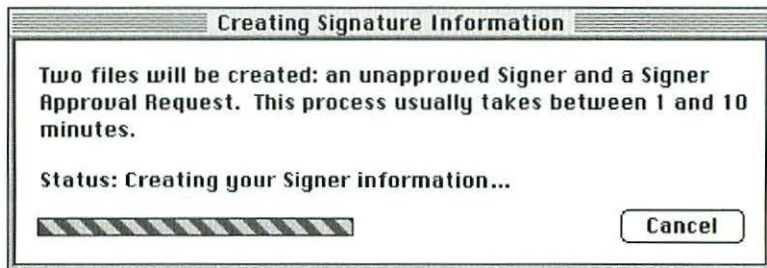 Creating Signature Information
Two files will be created: an unapproved Signer and a Signer
Approval Request. This process usually takes between 1 and 10
minutes.
Status: Creating your Signer information...
Cancel